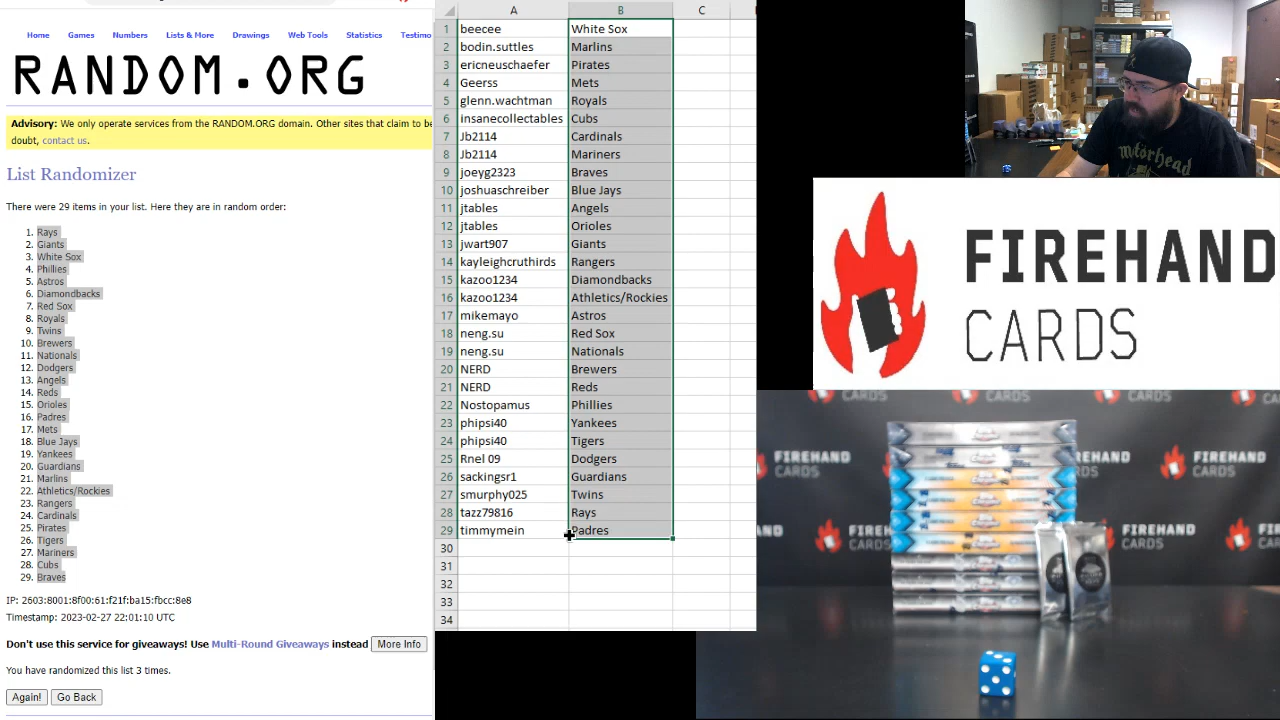 Home Games Numbers Lists & More Drawings Web Tools Statistics Testimo
RANDOM.ORG
Advisory: We only operate services from the RANDOM.ORG domain. Other sites that claim to be
doubt, contact us.
List Randomizer
There were 29 items in your list. Here they are in random order:
1. Rays
2. Giants
3. White Sox
4. Phillies
5. Astros
6. Diamondbacks
7. Red Sox
8. Royals
9. Twins
10. Brewers
11. Nationals
12. Dodgers
13. Angels
14. Reds
15. Orioles
16. Padres
17. Mets
18. Blue Jays
19. Yankees
20. Guardians
21. Marlins
22. Athletics/Rockies
23. Rangers
24. Cardinals
25. Pirates
26. Tigers
27. Mariners
28. Cubs
29. Braves
IP: 2603:8001:8f00:61:f21f:ba15:fbcc:8e8
Timestamp: 2023-02-27 22:01:10 UTC
Don't use this service for giveaways! Use Multi-Round Giveaways instead More Info
You have randomized this list 3 times.
Again! Go Back
A B C
1 beecee White Sox
2 bodin.suttles Marlins
3 ericneuschaefer Pirates
4 Geerss Mets
5 glenn.wachtman Royals
6 insanecollectables Cubs
7 Jb2114 Cardinals
8 Jb2114 Mariners
9 joeyg2323 Braves
10 joshuaschreiber Blue Jays
11 jtables Angels
12 jtables Orioles
13 jwart907 Giants
14 kayleighcruthirds Rangers
15 kazoo1234 Diamondbacks
16 kazoo1234 Athletics/Rockies
17 mikemayo Astros
18 neng.su Red Sox
19 neng.su Nationals
20 NERD Brewers
21 NERD Reds
22 Nostopamus Phillies
23 phipsi40 Yankees
24 phipsi40 Tigers
25 Rnel 09 Dodgers
26 sackingsr1 Guardians
27 smurphy025 Twins
28 tazz79816 Rays
29 timmymein Padres
30
31
32
33
34
Motörhead
FIREHAND
CARDS
CARDS
CARDS
CARDS
FIREHAND
CARDS
FIREHAND
CARDS
FIREHAND
CARDS
FIREHAND
CARDS